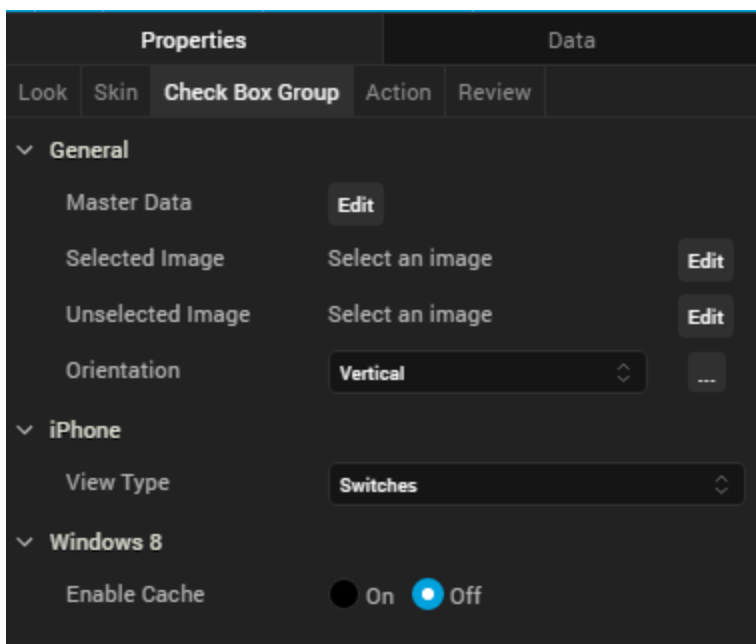 Properties Data
Look Skin Check Box Group Action Review
General
Master Data Edit
Selected Image Select an image Edit
Unselected Image Select an image Edit
Orientation Vertical ...
iPhone
View Type Switches
Windows 8
Enable Cache On Off